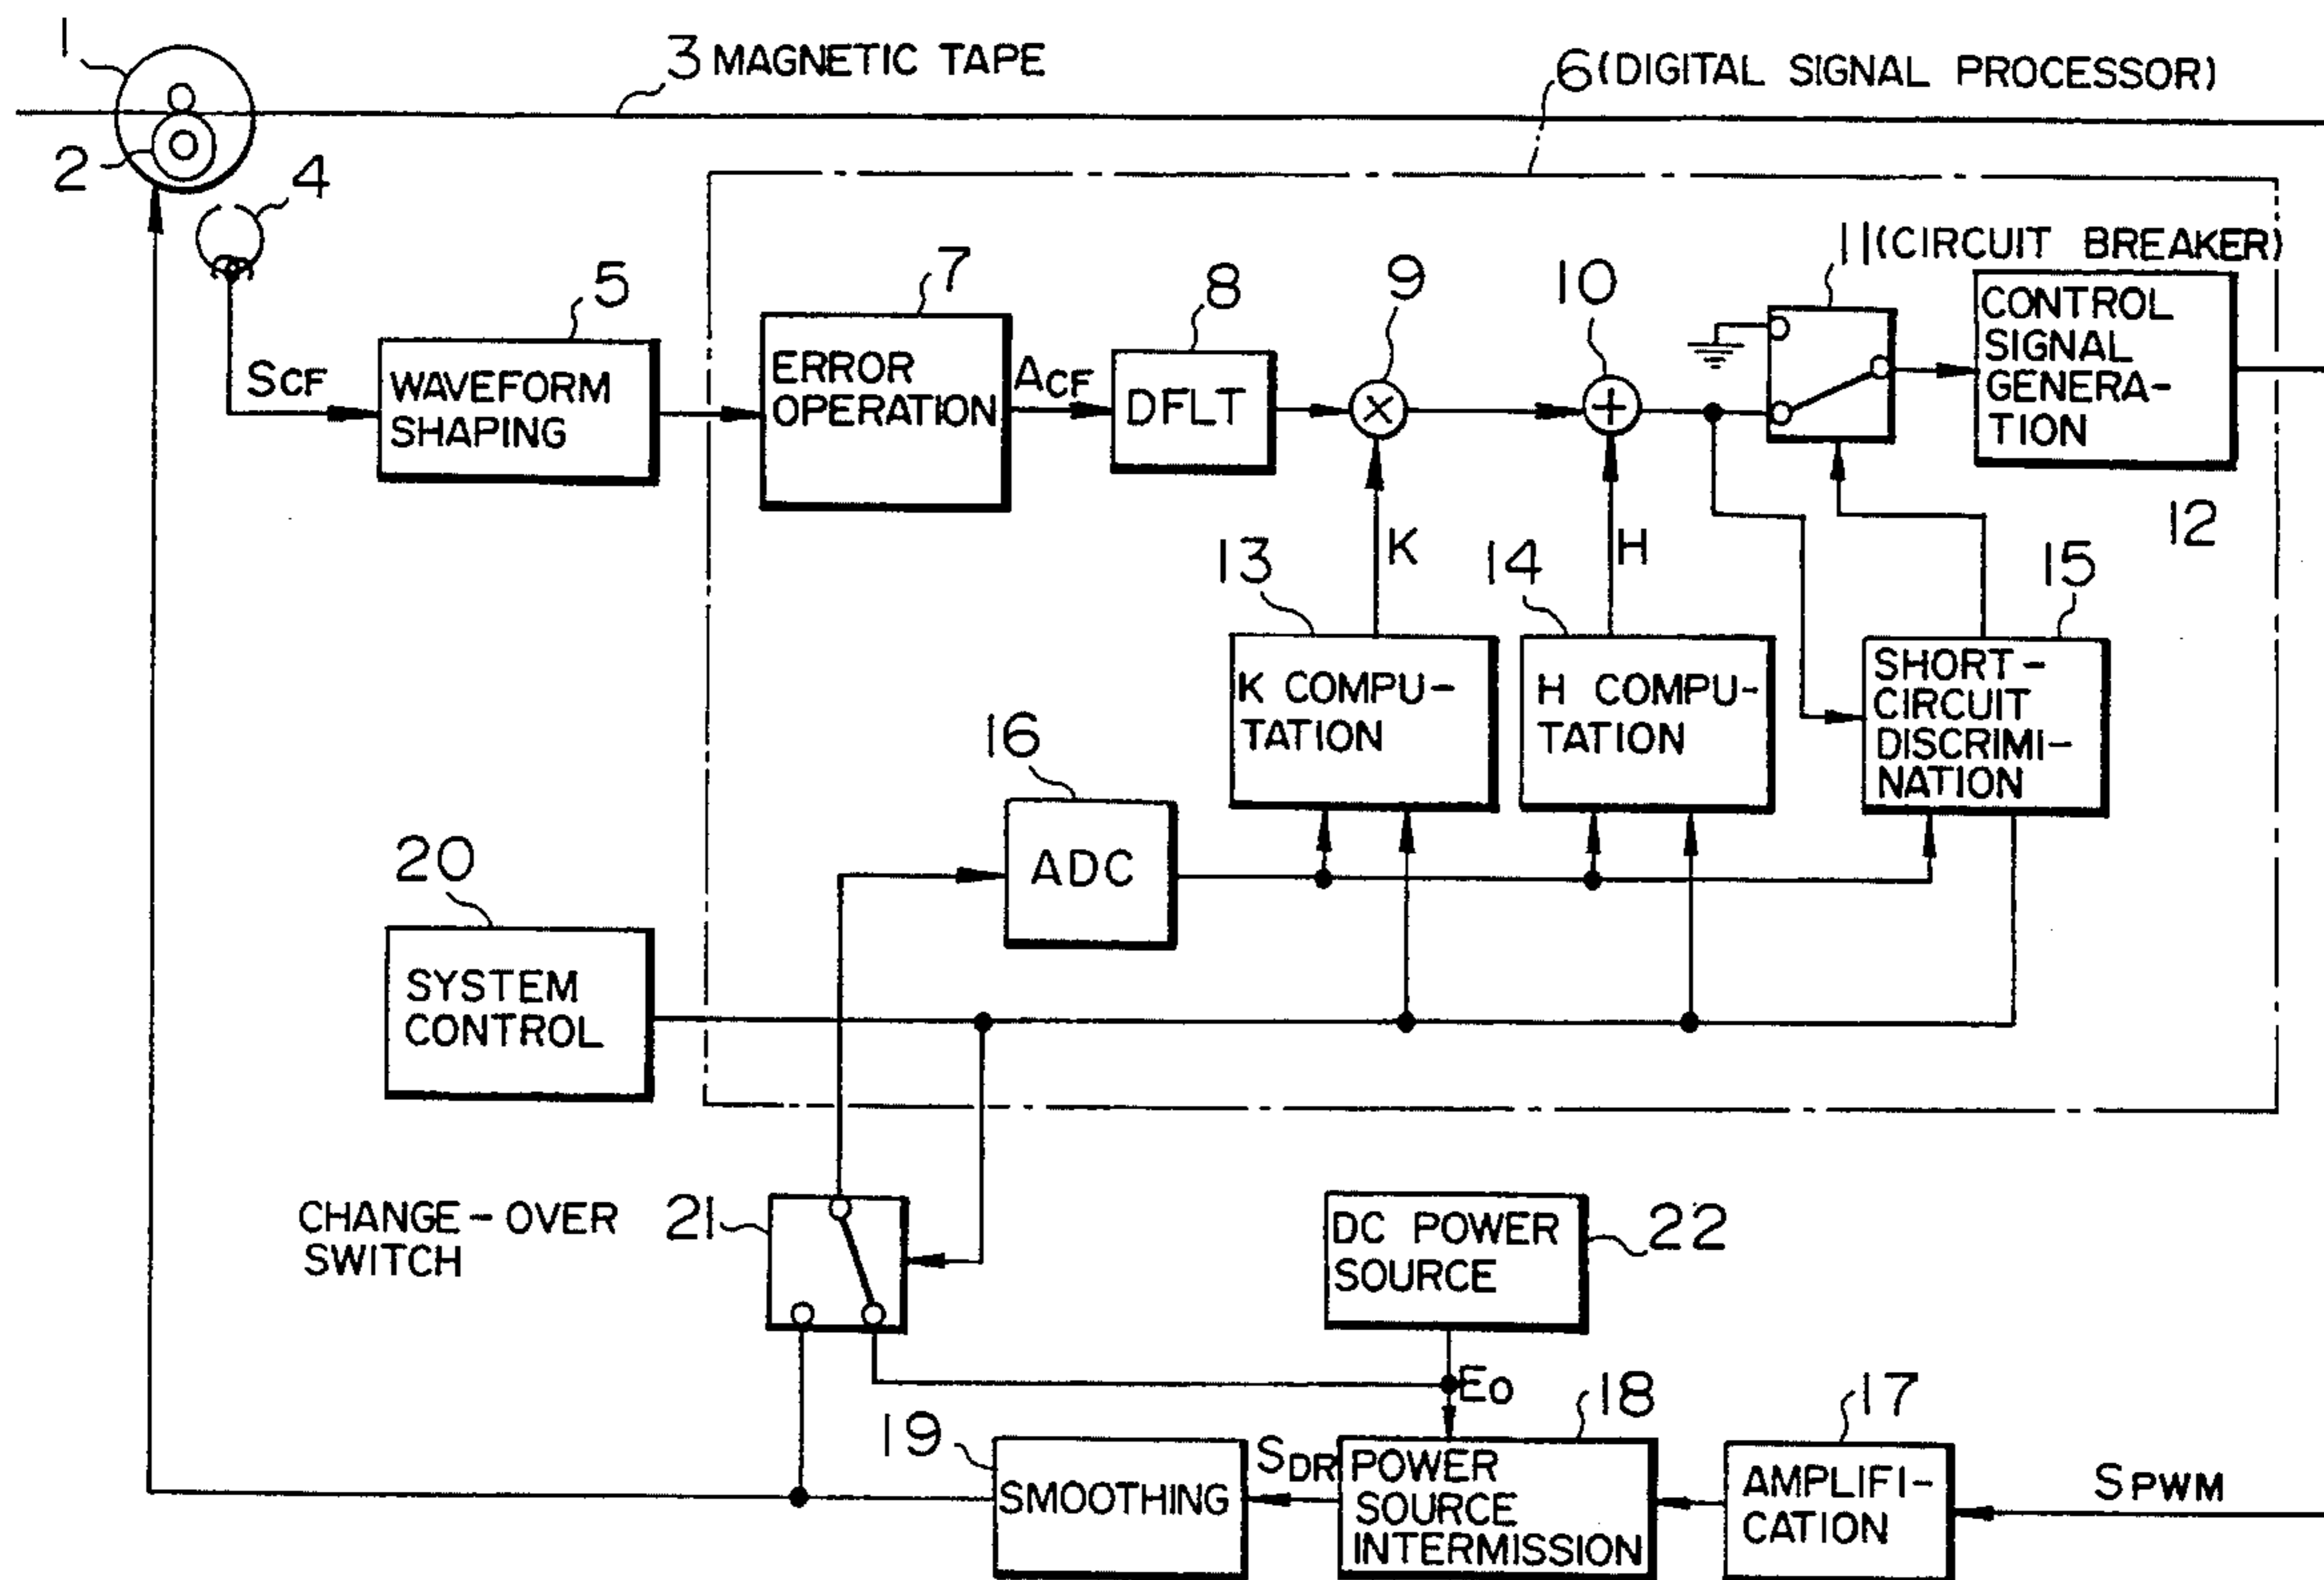 1
3 MAGNETIC TAPE
6 (DIGITAL SIGNAL PROCESSOR)
2
4
11 (CIRCUIT BREAKER)
5
7
8
9
10
SCF
WAVEFORM
SHAPING
ERROR
OPERATION
ACF
DFLT
×
+
CONTROL
SIGNAL
GENERA-
TION
12
13
K
14
H
15
K COMPU-
TATION
H COMPU-
TATION
SHORT-
CIRCUIT
DISCRIMI-
NATION
16
ADC
20
SYSTEM
CONTROL
CHANGE-OVER
SWITCH
21
DC POWER
SOURCE
22
E0
19
SMOOTHING
SDR
18
POWER
SOURCE
INTERMISSION
17
AMPLIFI-
CATION
SPWM